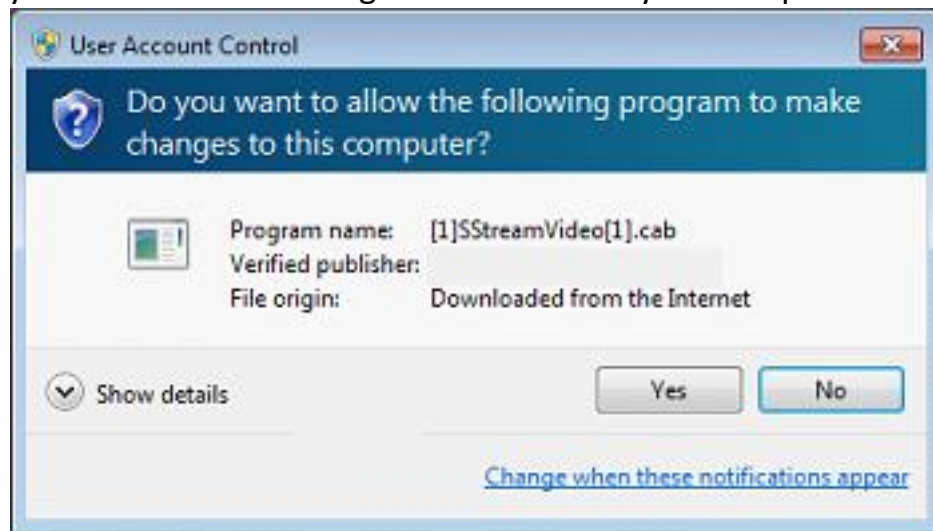 User Account Control
Do you want to allow the following program to make
changes to this computer?
Program name: [1]SStreamVideo[1].cab
Verified publisher:
File origin: Downloaded from the Internet
Show details
Yes No
Change when these notifications appear